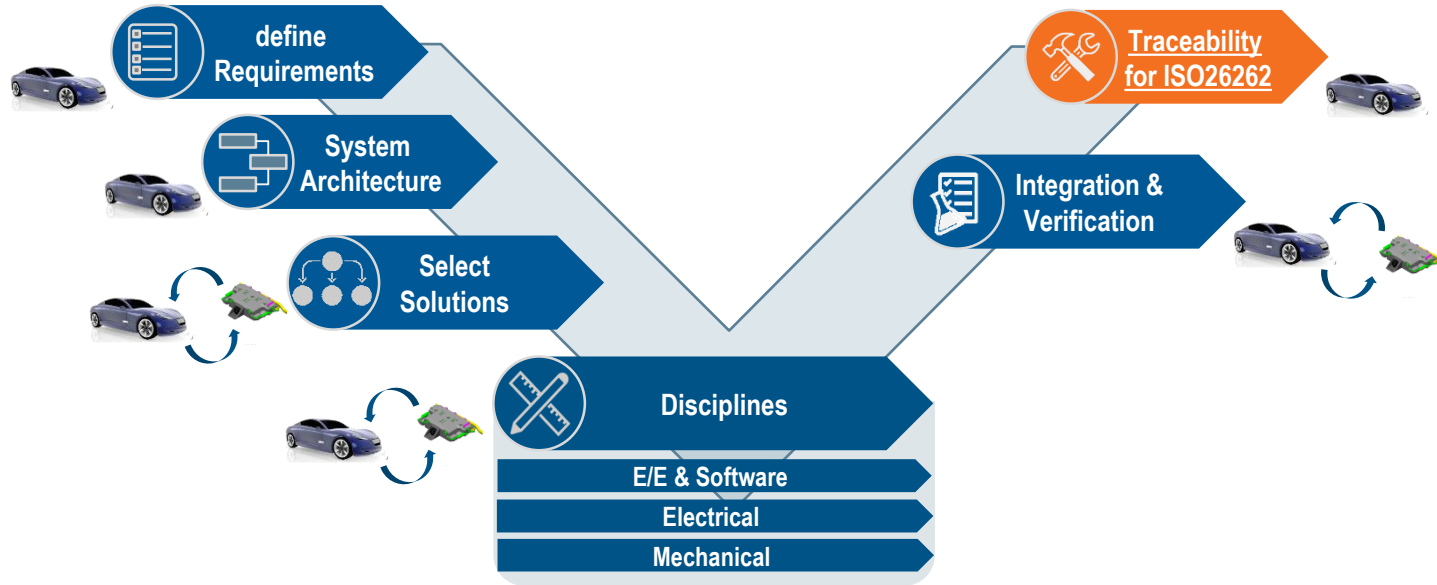 define
Requirements
System
Architecture
Select
Solutions
Disciplines
E/E & Software
Electrical
Mechanical
Integration &
Verification
Traceability
for ISO26262